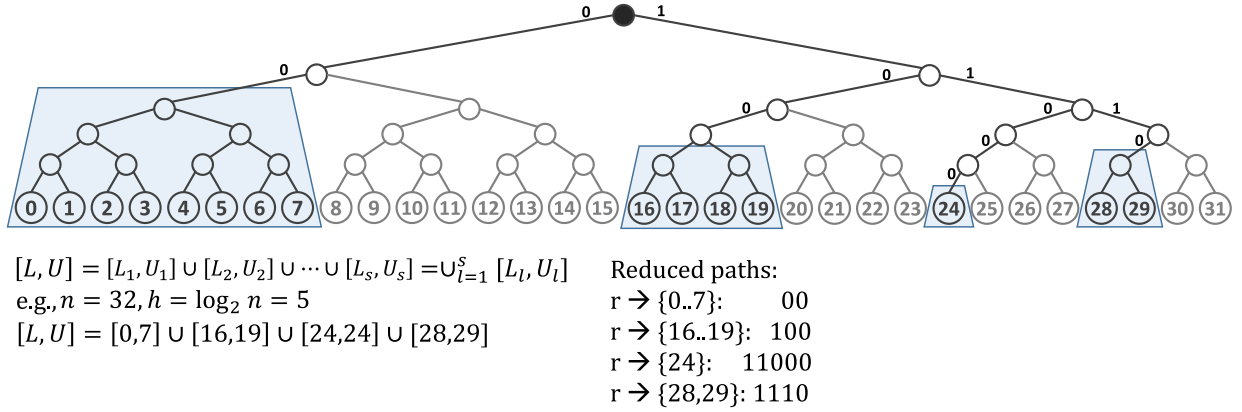 0 1
0 0 1
0 0 1
0 0
0
0 1 2 3 4 5 6 7 8 9 10 11 12 13 14 15 16 17 18 19 20 21 22 23 24 25 26 27 28 29 30 31
[L, U] = [L₁, U₁] ∪ [L₂, U₂] ∪ ⋯ ∪ [Lₛ, Uₛ] =∪ₗ₌₁ˢ [Lₗ, Uₗ]
e.g., n = 32, h = log₂ n = 5
[L, U] = [0,7] ∪ [16,19] ∪ [24,24] ∪ [28,29]
Reduced paths:
r → {0..7}: 00
r → {16..19}: 100
r → {24}: 11000
r → {28,29}: 1110